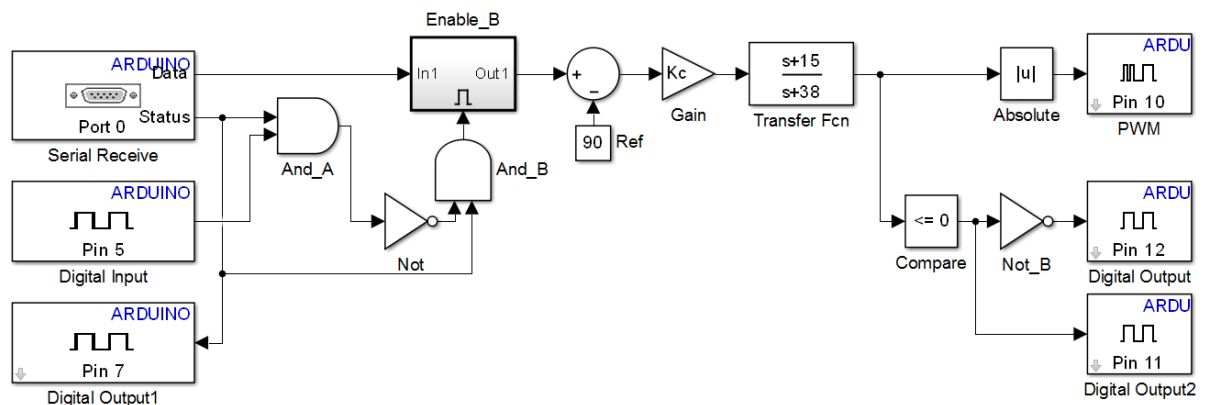 Enable_B
ARDUINO
Data
Status
Port 0
Serial Receive
And_A
In1
Out1
+
−
90
Ref
Kc
Gain
s+15
s+38
Transfer Fcn
|u|
Absolute
ARDU
Pin 10
PWM
ARDUINO
Pin 5
Digital Input
Not
And_B
<= 0
Compare
Not_B
ARDU
Pin 12
Digital Output
ARDUINO
Pin 7
Digital Output1
ARDU
Pin 11
Digital Output2